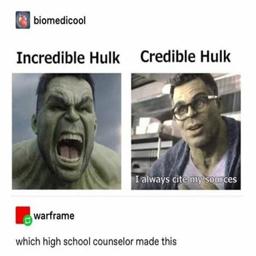 biomedicool
Incredible Hulk Credible Hulk
I always cite my sources
warframe
which high school counselor made this